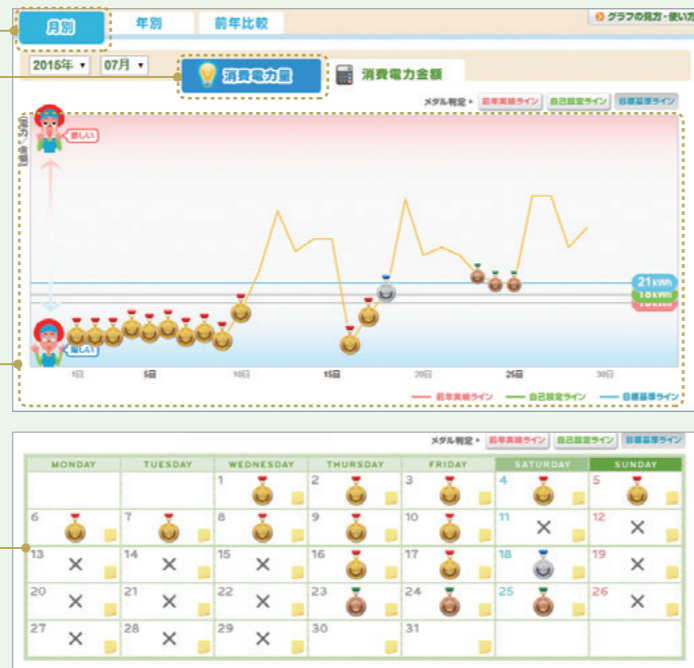 月別 年別 前年比較
グラフの見方・使い方
2015年 07月 消費電力量 消費電力金額
メダル判定 前年実績ライン 自己設定ライン 目標基準ライン
悲しい
21kWh
18kWh
嬉しい
1日 5日 10日 15日 20日 25日 30日
前年実績ライン 自己設定ライン 目標基準ライン
メダル判定 前年実績ライン 自己設定ライン 目標基準ライン
MONDAY TUESDAY WEDNESDAY THURSDAY FRIDAY SATURDAY SUNDAY
1 2 3 4 5
6 7 8 9 10 11 12
13 14 15 16 17 18 19
20 21 22 23 24 25 26
27 28 29 30 31